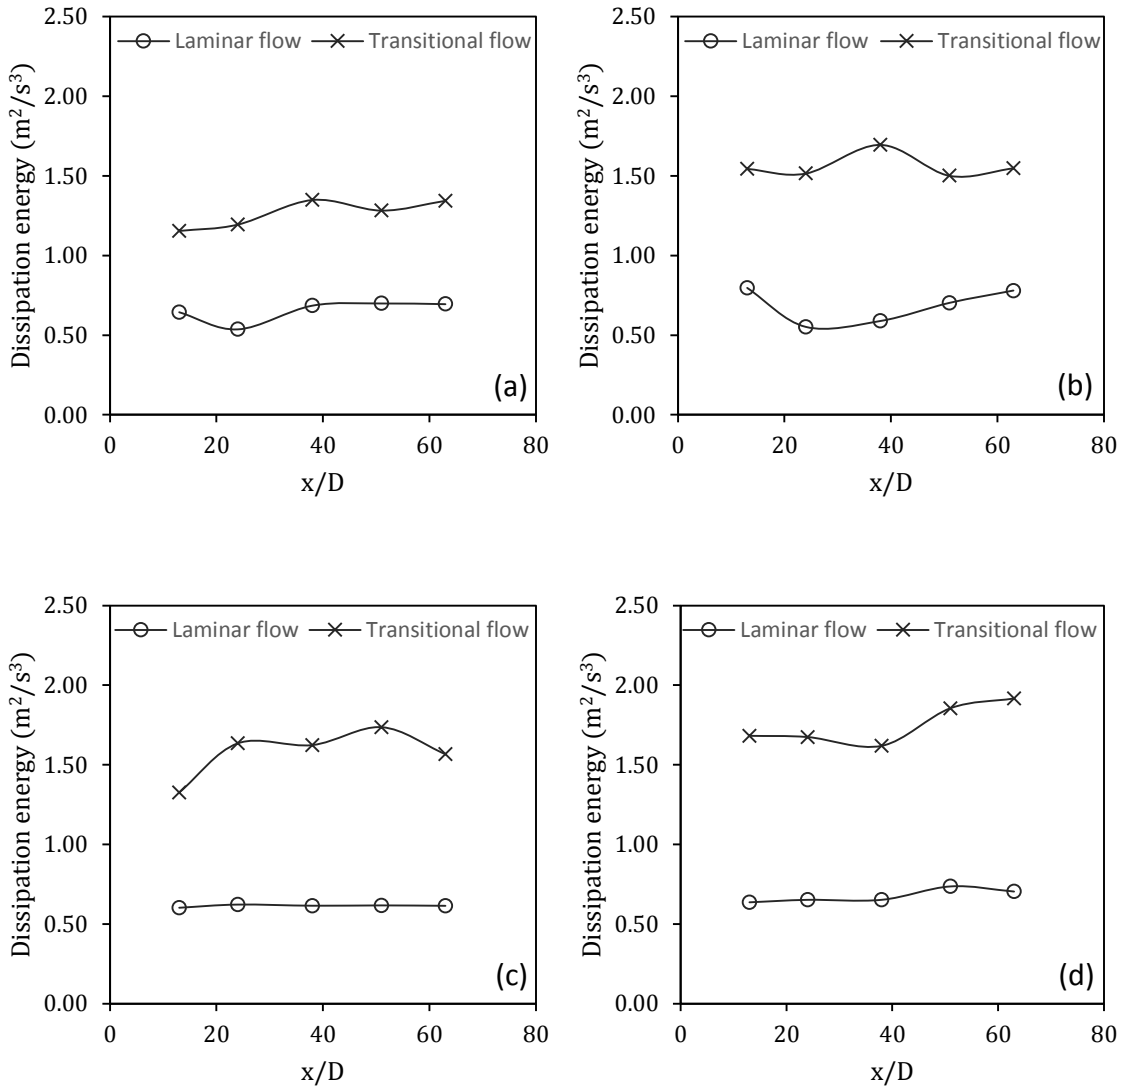 2.50
2.00
1.50
1.00
0.50
0.00
Dissipation energy (m²/s³)
Laminar flow
Transitional flow
(a)
0
20
40
60
80
x/D
2.50
2.00
1.50
1.00
0.50
0.00
Dissipation energy (m²/s³)
Laminar flow
Transitional flow
(b)
0
20
40
60
80
x/D
2.50
2.00
1.50
1.00
0.50
0.00
Dissipation energy (m²/s³)
Laminar flow
Transitional flow
(c)
0
20
40
60
80
x/D
2.50
2.00
1.50
1.00
0.50
0.00
Dissipation energy (m²/s³)
Laminar flow
Transitional flow
(d)
0
20
40
60
80
x/D